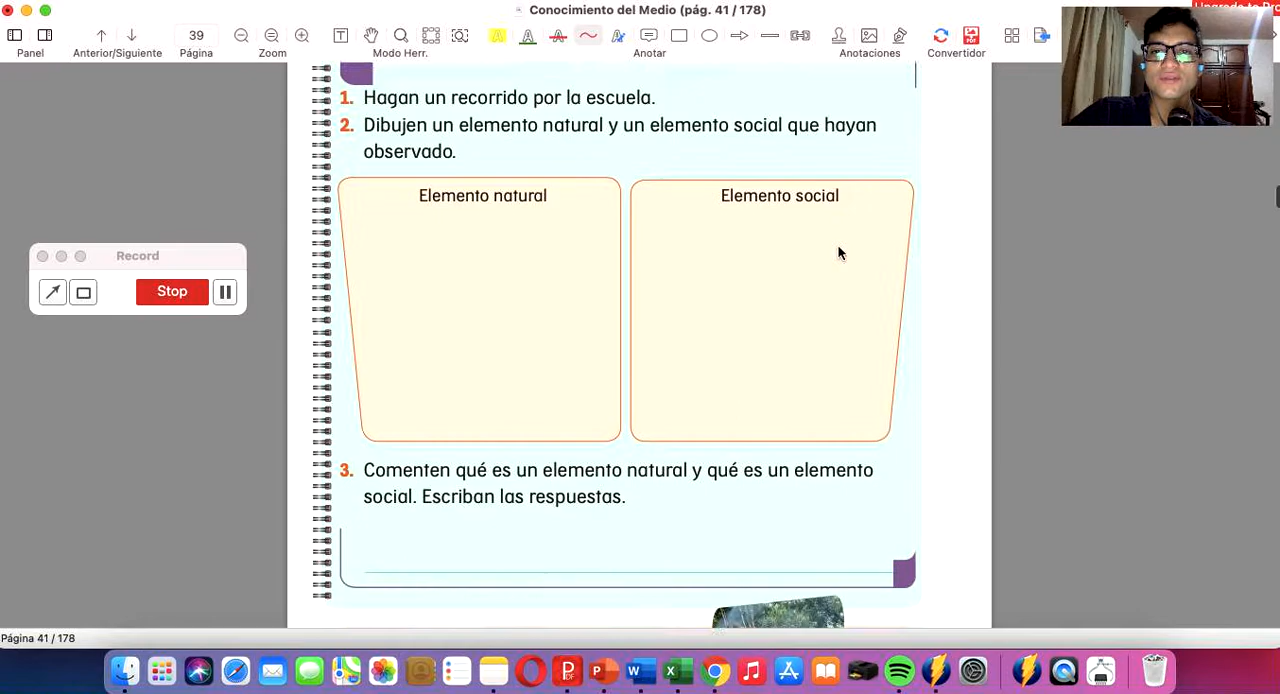 Conocimiento del Medio (pág. 41 / 178)
39
Panel
Anterior/Siguiente
Página
Zoom
Modo Herr.
Anotar
Anotaciones
Convertidor
1. Hagan un recorrido por la escuela.
2. Dibujen un elemento natural y un elemento social que hayan
observado.
Elemento natural
Elemento social
Record
Stop
3. Comenten qué es un elemento natural y qué es un elemento
social. Escriban las respuestas.
Página 41 / 178